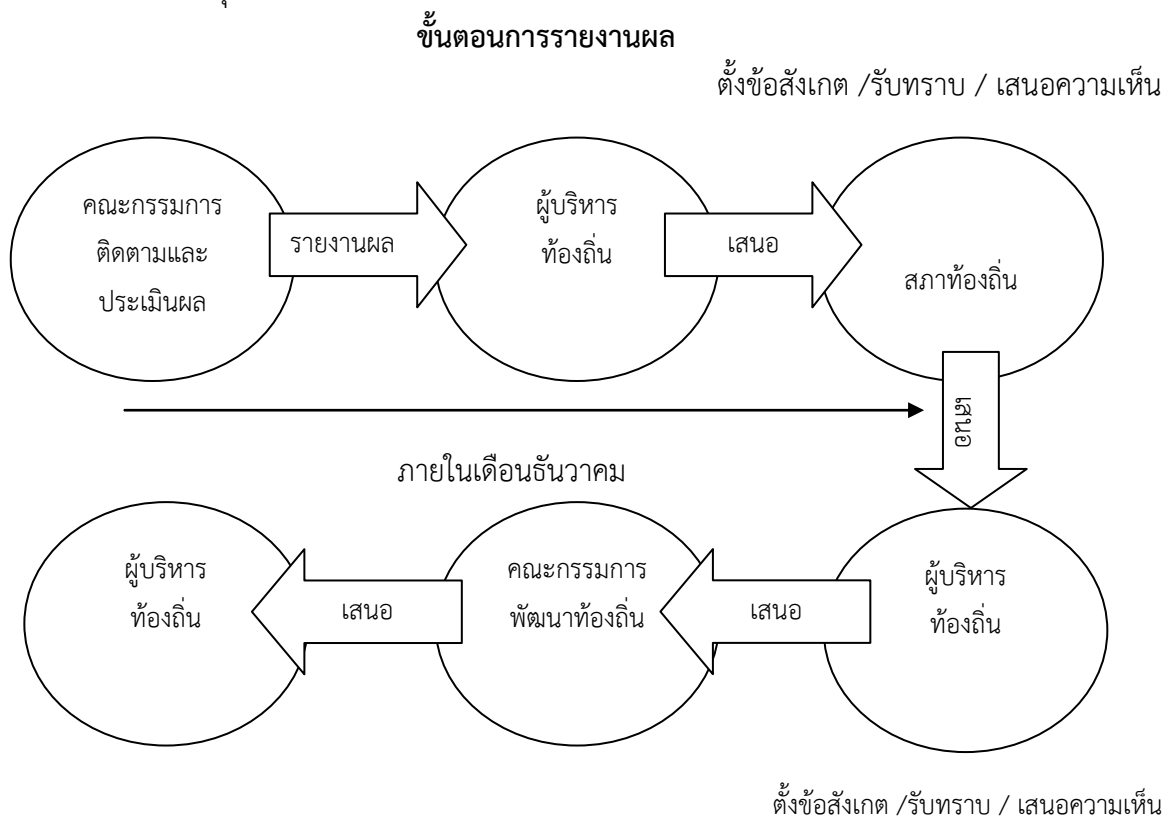 ขั้นตอนการรายงานผล
ตั้งข้อสังเกต /รับทราบ / เสนอความเห็น
คณะกรรมการ
ติดตามและ
ประเมินผล
รายงานผล
ผู้บริหาร
ท้องถิ่น
เสนอ
สภาท้องถิ่น
เสนอ
ภายในเดือนธันวาคม
ผู้บริหาร
ท้องถิ่น
เสนอ
คณะกรรมการ
พัฒนาท้องถิ่น
เสนอ
ผู้บริหาร
ท้องถิ่น
ตั้งข้อสังเกต /รับทราบ / เสนอความเห็น